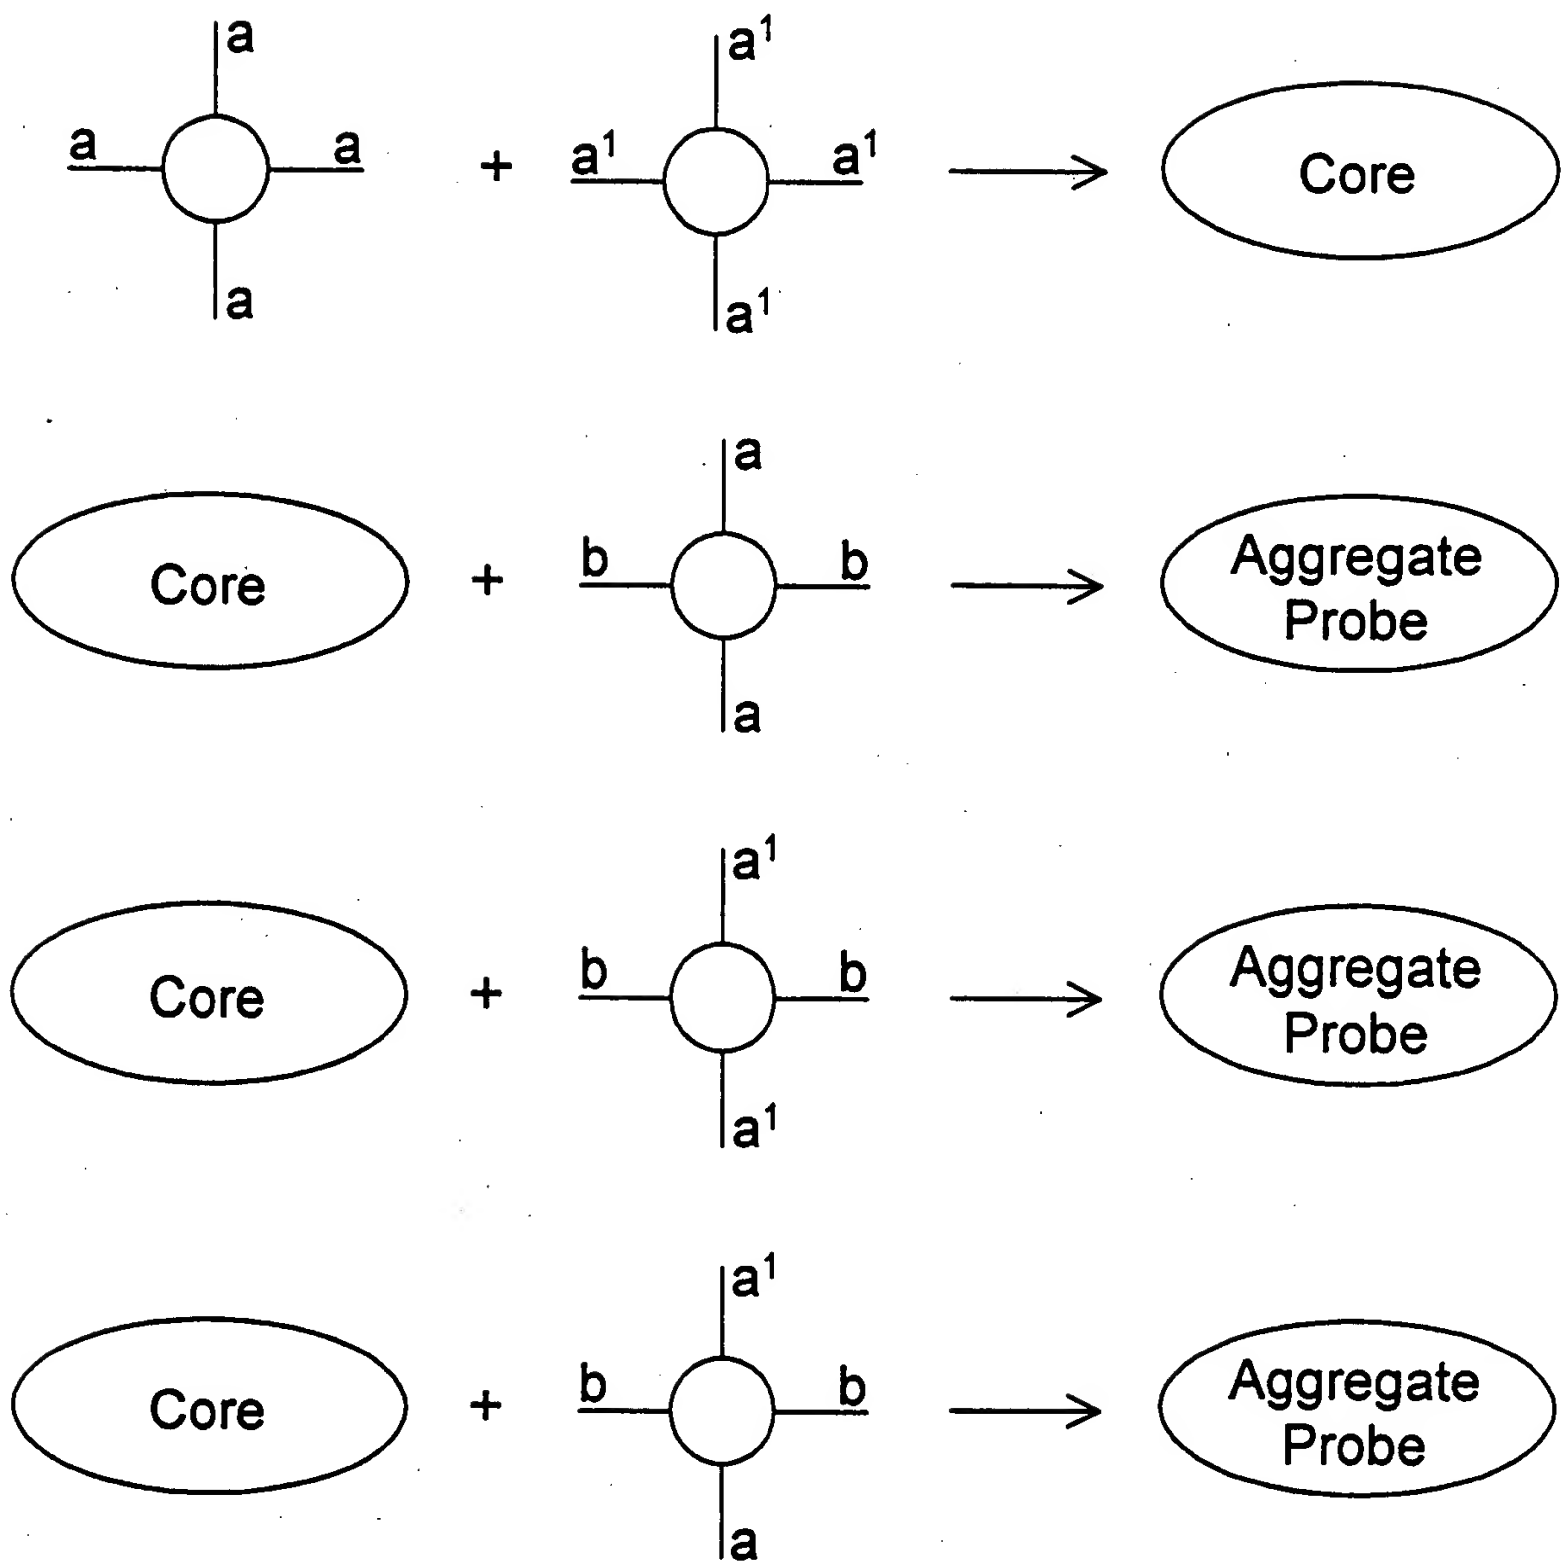 a
a a
a
+
a¹
a¹ a¹
a¹
Core
Core
+
a
b b
a
Aggregate
Probe
Core
+
a¹
b b
a¹
Aggregate
Probe
Core
+
a¹
b b
a
Aggregate
Probe